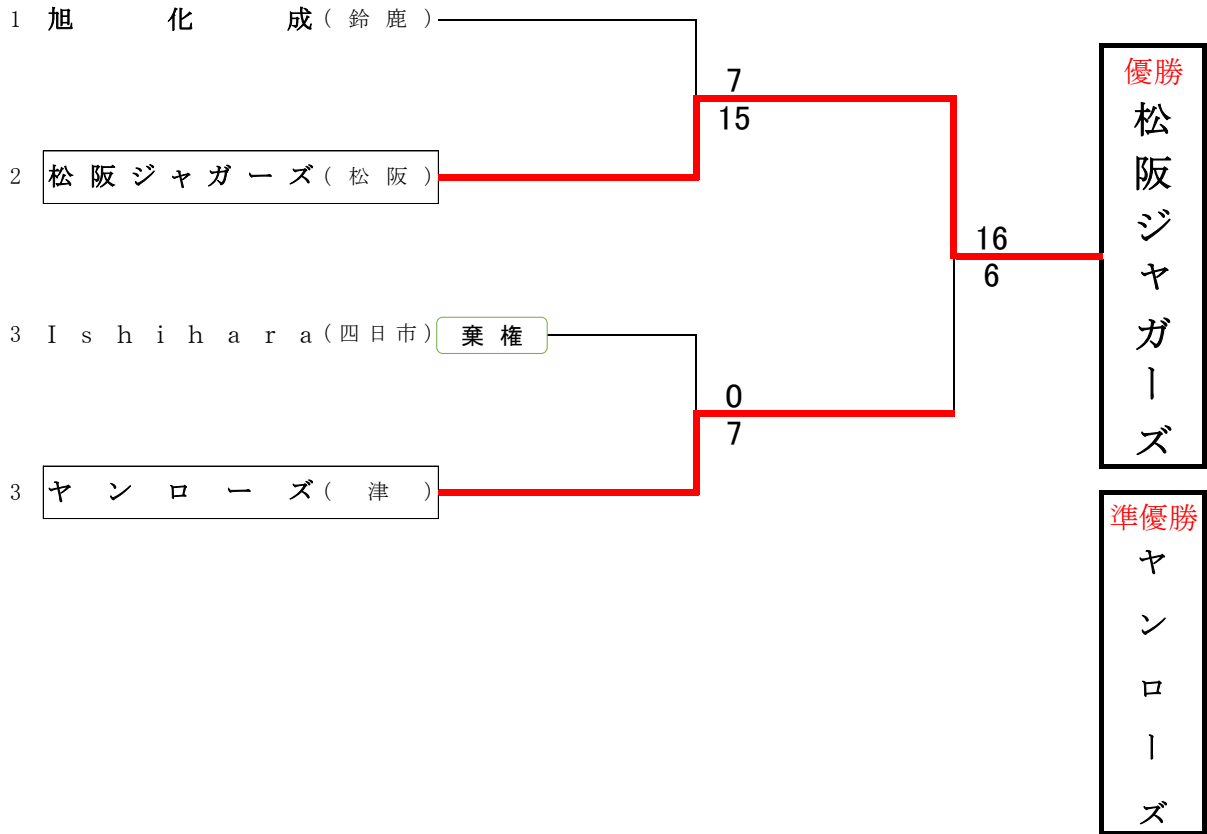 1 旭化成(鈴鹿)
7
15
2 松阪ジャガーズ(松阪)
16
6
3 Ishihara(四日市) 棄権
0
7
3 ヤンローズ(津)
優勝
松阪ジャガーズ
準優勝
ヤンローズ